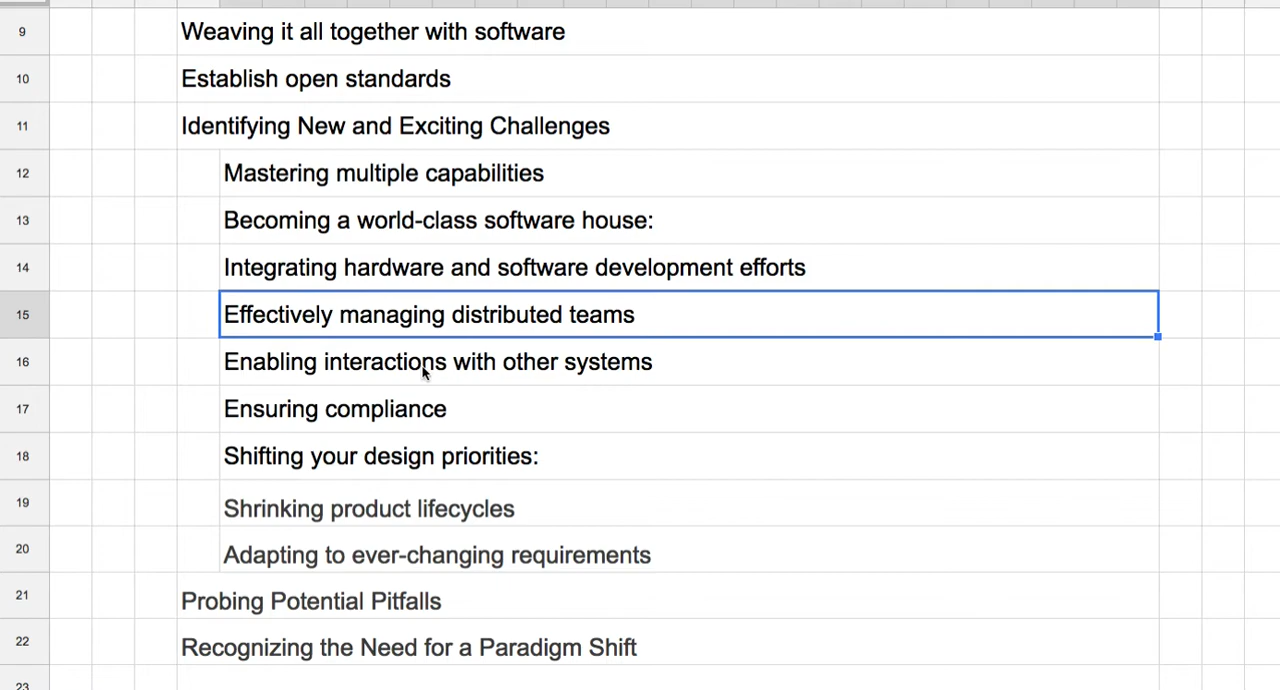 9 Weaving it all together with software
10 Establish open standards
11 Identifying New and Exciting Challenges
12 Mastering multiple capabilities
13 Becoming a world-class software house:
14 Integrating hardware and software development efforts
15 Effectively managing distributed teams
16 Enabling interactions with other systems
17 Ensuring compliance
18 Shifting your design priorities:
19 Shrinking product lifecycles
20 Adapting to ever-changing requirements
21 Probing Potential Pitfalls
22 Recognizing the Need for a Paradigm Shift
23